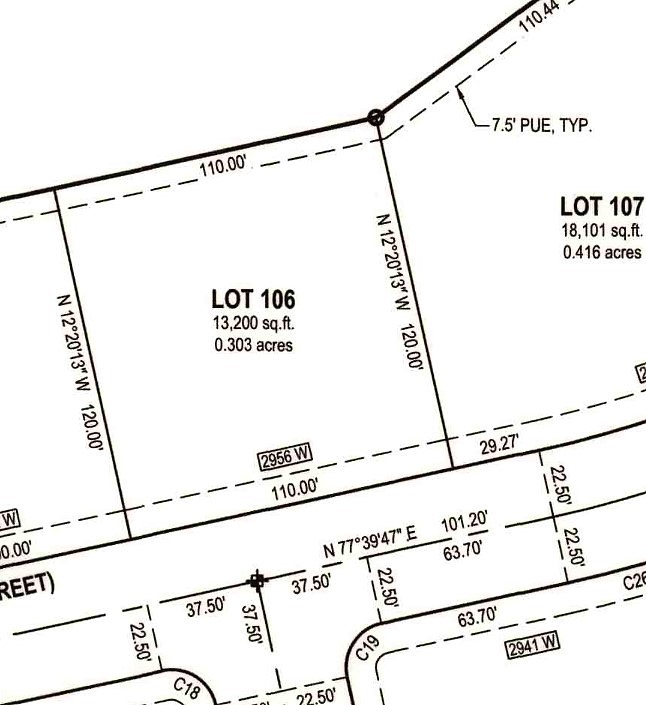 110.44
7.5' PUE, TYP.
110.00'
LOT 107
18,101 sq.ft.
0.416 acres
N 12°20'13" W 120.00'
LOT 106
13,200 sq.ft.
0.303 acres
N 12°20'13" W 120.00'
2956 W
110.00'
29.27'
W
0.00'
REET)
N 77°39'47" E 101.20'
63.70'
22.50'
22.50'
37.50'
37.50'
37.50'
22.50'
22.50'
63.70'
C26
C19
2941 W
C18
22.50'